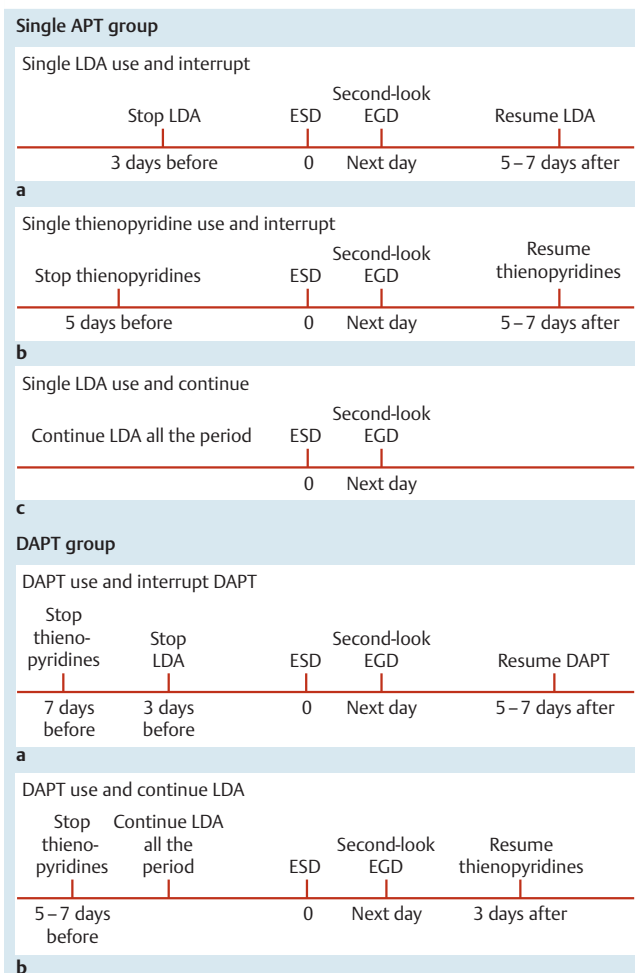 Single APT group
Single LDA use and interrupt
Second-look
Stop LDA ESD EGD Resume LDA
3 days before 0 Next day 5–7 days after
a
Single thienopyridine use and interrupt
Second-look Resume
Stop thienopyridines ESD EGD thienopyridines
5 days before 0 Next day 5–7 days after
b
Single LDA use and continue
Second-look
Continue LDA all the period ESD EGD
0 Next day
c
DAPT group
DAPT use and interrupt DAPT
Stop
thieno- Stop Second-look
pyridines LDA ESD EGD Resume DAPT
7 days 3 days 0 Next day 5–7 days after
before before
a
DAPT use and continue LDA
Stop Continue LDA
thieno- all the Second-look Resume
pyridines period ESD EGD thienopyridines
5–7 days 0 Next day 3 days after
before
b